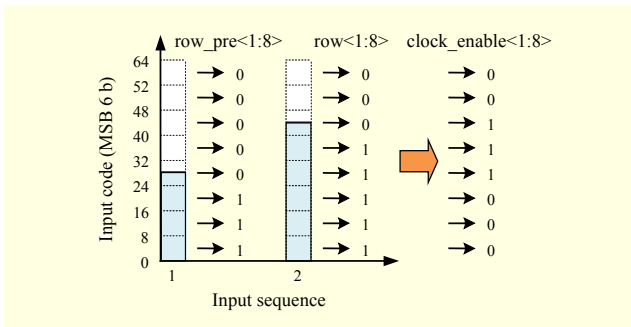 row_pre<1:8> row<1:8> clock_enable<1:8>
64
0 0 0
52
0 0 0
48
0 0 1
40
0 1 1
32
0 1 1
24
1 1 0
16
1 1 0
8
1 1 0
0
Input code (MSB 6 b)
1 2
Input sequence